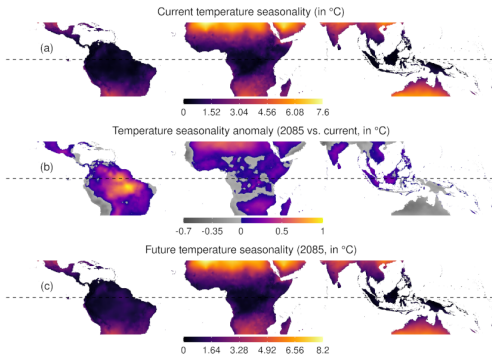 Current temperature seasonality (in °C)
(a)
0 1.52 3.04 4.56 6.08 7.6
Temperature seasonality anomaly (2085 vs. current, in °C)
(b)
-0.7 -0.35 0 0.5 1
Future temperature seasonality (2085, in °C)
(c)
0 1.64 3.28 4.92 6.56 8.2